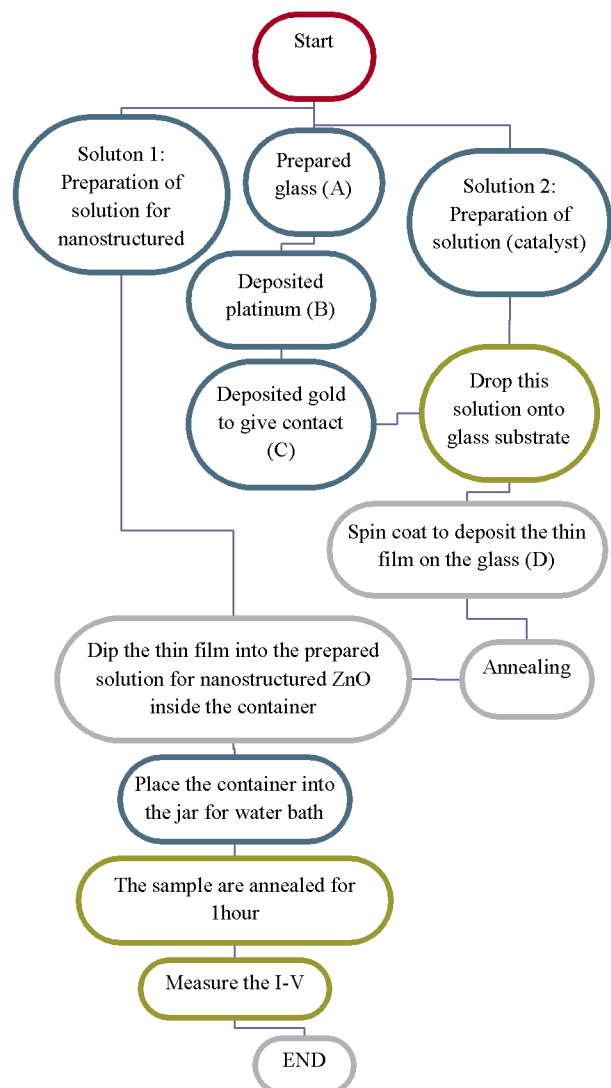 Start
Soluton 1:
Preparation of
solution for
nanostructured
Prepared
glass (A)
Solution 2:
Preparation of
solution (catalyst)
Deposited
platinum (B)
Deposited gold
to give contact
(C)
Drop this
solution onto
glass substrate
Spin coat to deposit the thin
film on the glass (D)
Annealing
Dip the thin film into the prepared
solution for nanostructured ZnO
inside the container
Place the container into
the jar for water bath
The sample are annealed for
1hour
Measure the I-V
END